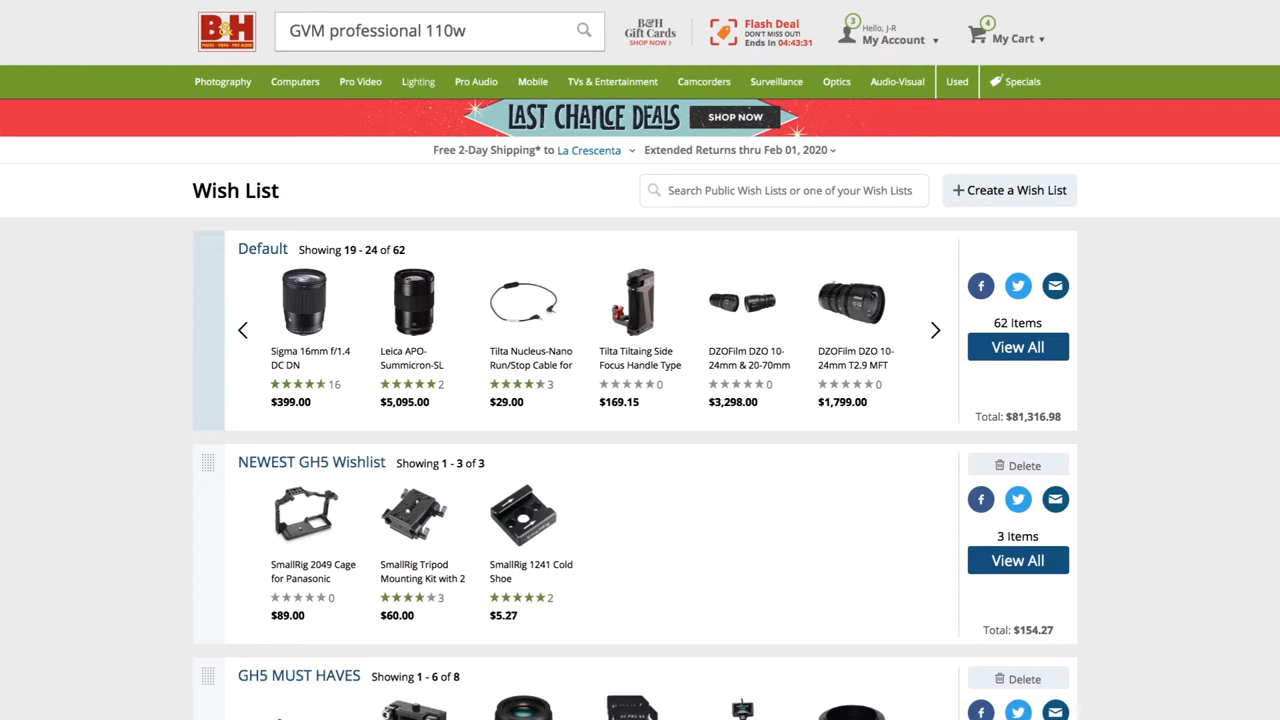 B&H
PHOTO · VIDEO · PRO AUDIO
GVM professional 110w
B&H
Gift Cards
SHOP NOW >
Flash Deal
DON'T MISS OUT!
Ends In 04:43:31
3
Hello, J-R
My Account
4
My Cart
Photography Computers Pro Video Lighting Pro Audio Mobile TVs & Entertainment Camcorders Surveillance Optics Audio-Visual Used Specials
LAST CHANCE DEALS SHOP NOW
Free 2-Day Shipping* to La Crescenta Extended Returns thru Feb 01, 2020
Wish List
Search Public Wish Lists or one of your Wish Lists
+ Create a Wish List
Default Showing 19 - 24 of 62
Sigma 16mm f/1.4
DC DN
16
$399.00
Leica APO-
Summicron-SL
2
$5,095.00
Tilta Nucleus-Nano
Run/Stop Cable for
3
$29.00
Tilta Tiltaing Side
Focus Handle Type
0
$169.15
DZOFilm DZO 10-
24mm & 20-70mm
0
$3,298.00
DZOFilm DZO 10-
24mm T2.9 MFT
0
$1,799.00
62 Items
View All
Total: $81,316.98
NEWEST GH5 Wishlist Showing 1 - 3 of 3
SmallRig 2049 Cage
for Panasonic
0
$89.00
SmallRig Tripod
Mounting Kit with 2
3
$60.00
SmallRig 1241 Cold
Shoe
2
$5.27
Delete
3 Items
View All
Total: $154.27
GH5 MUST HAVES Showing 1 - 6 of 8
Delete